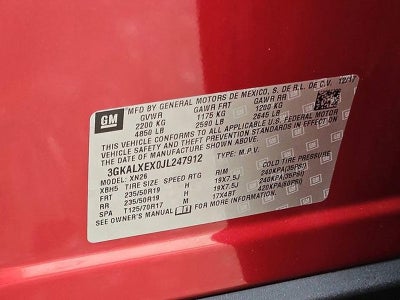 GM
MFD BY GENERAL MOTORS DE MEXICO, S. DE R.L. DE C.V. 12/17
GVWR GAWR FRT GAWR RR
2200 KG 1175 KG 1200 KG
4850 LB 2590 LB 2645 LB
THIS VEHICLE CONFORMS TO ALL APPLICABLE U.S. FEDERAL MOTOR
VEHICLE SAFETY, AND THEFT PREVENTION STANDARDS IN EFFECT ON
THE DATE OF MANUFACTURE SHOWN ABOVE.
3GKALXEX0JL247912 TYPE: M.P.V.
MODEL: XN26
XBH5 TIRE SIZE SPEED RTG RIM COLD TIRE PRESSURE
FRT 235/50R19 H 19X7.5J 240KPA(35PSI)
RR 235/50R19 H 19X7.5J 240KPA(35PSI)
SPA T125/70R17 M 17X4BT 420KPA(60PSI)
SEE OWNER'S MANUAL FOR MORE INFORMATION.